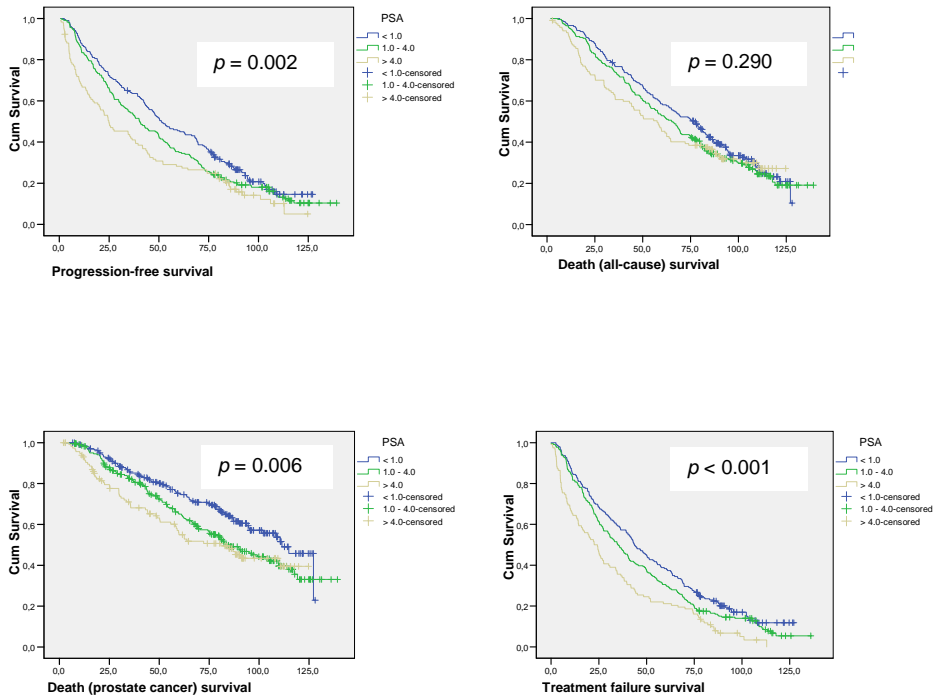 PSA
< 1.0
1.0 - 4.0
> 4.0
< 1.0-censored
1.0 - 4.0-censored
> 4.0-censored
p = 0.002
Cum Survival
1,0
0,8
0,6
0,4
0,2
0,0
0,0 25,0 50,0 75,0 100,0 125,0
Progression-free survival
p = 0.290
Cum Survival
1,0
0,8
0,6
0,4
0,2
0,0
0,0 25,0 50,0 75,0 100,0 125,0
Death (all-cause) survival
PSA
< 1.0
1.0 - 4.0
> 4.0
< 1.0-censored
1.0 - 4.0-censored
> 4.0-censored
p = 0.006
Cum Survival
1,0
0,8
0,6
0,4
0,2
0,0
0,0 25,0 50,0 75,0 100,0 125,0
Death (prostate cancer) survival
PSA
< 1.0
1.0 - 4.0
> 4.0
< 1.0-censored
1.0 - 4.0-censored
> 4.0-censored
p < 0.001
Cum Survival
1,0
0,8
0,6
0,4
0,2
0,0
0,0 25,0 50,0 75,0 100,0 125,0
Treatment failure survival